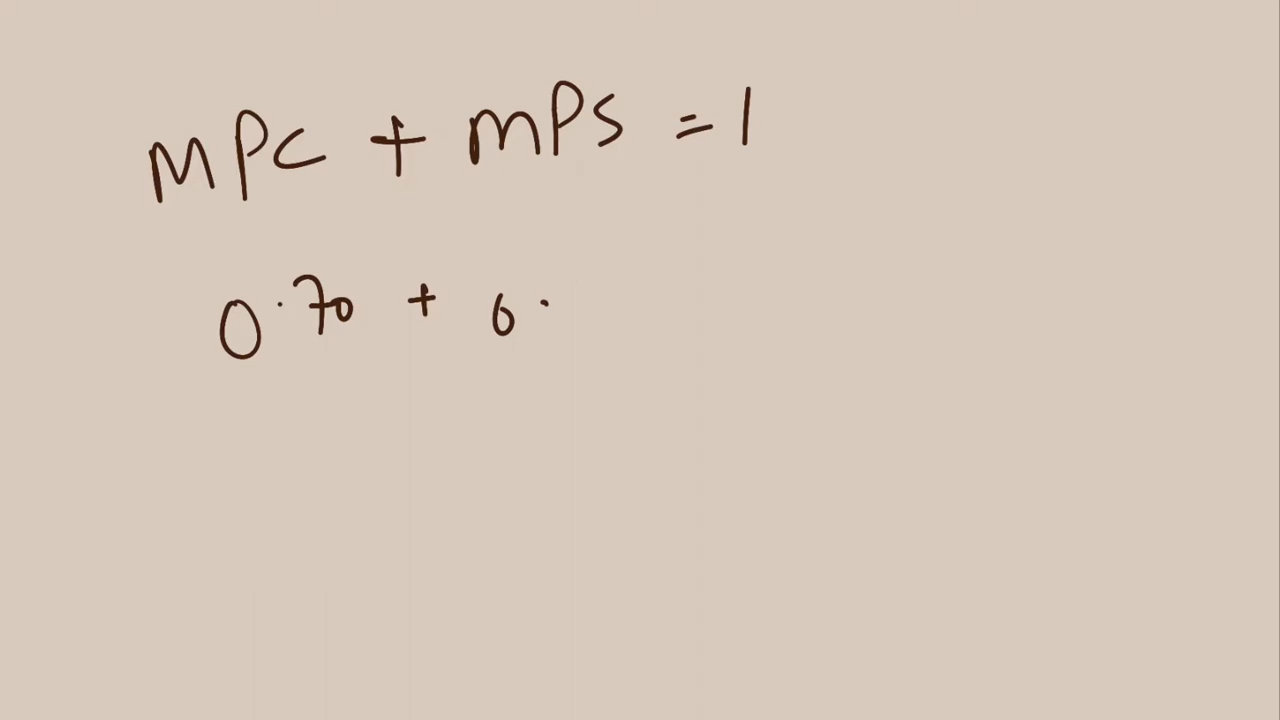 MPC + MPS = 1
0.70 + 0.